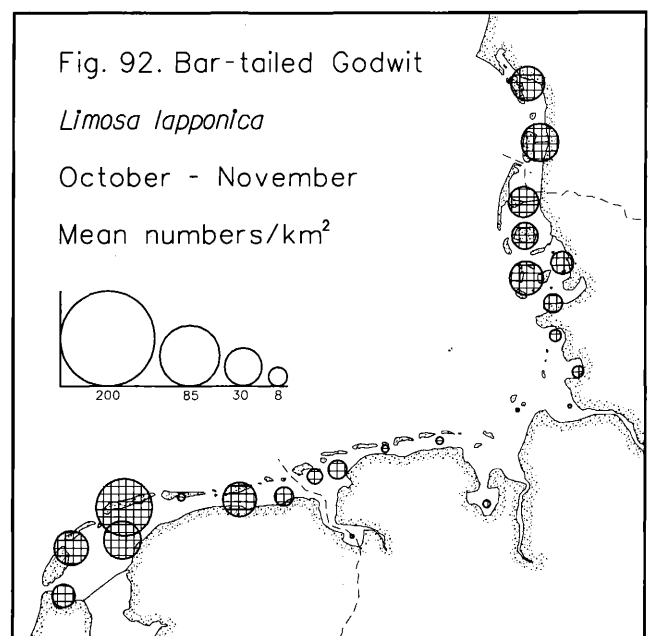 Fig. 92. Bar-tailed Godwit
Limosa lapponica
October - November
Mean numbers/km²
200 85 30 8